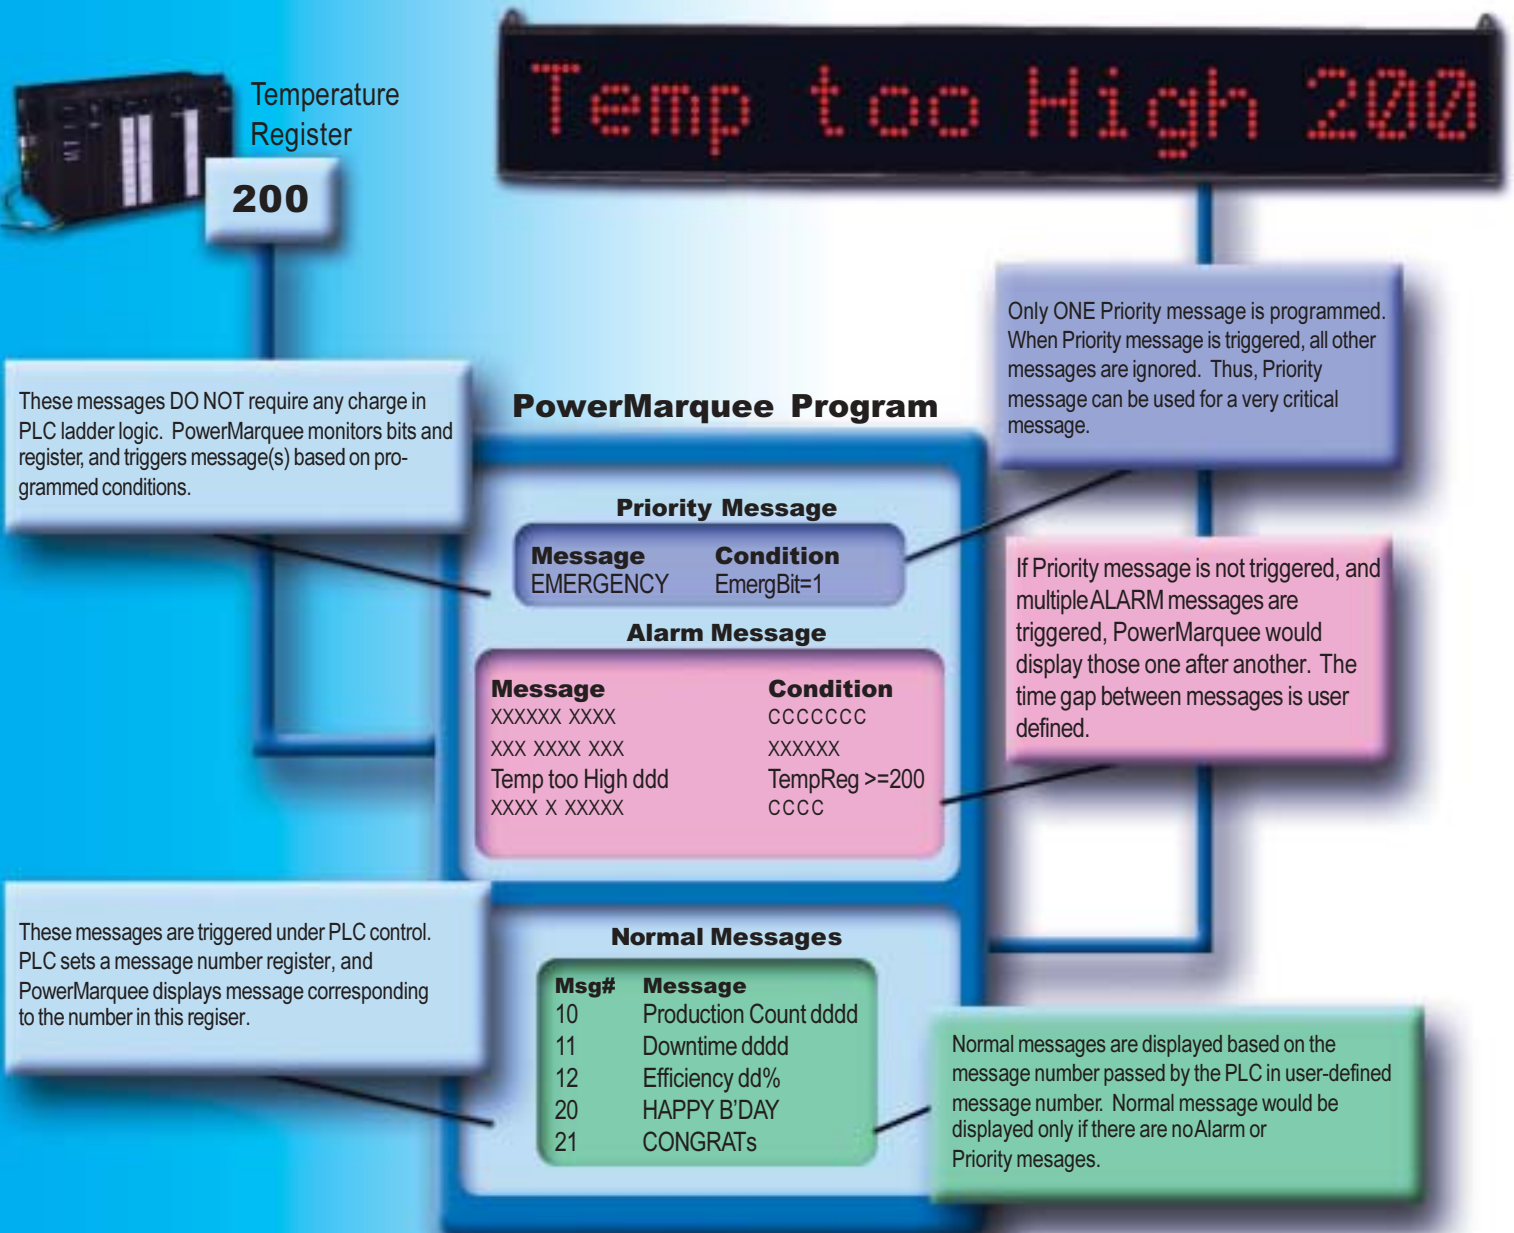 Temperature
Register
200
Temp too High 200
Only ONE Priority message is programmed.
When Priority message is triggered, all other
messages are ignored. Thus, Priority
message can be used for a very critical
message.
These messages DO NOT require any charge in
PLC ladder logic. PowerMarquee monitors bits and
register, and triggers message(s) based on pro-
grammed conditions.
PowerMarquee Program
Priority Message
Message Condition
EMERGENCY EmergBit=1
If Priority message is not triggered, and
multiple ALARM messages are
triggered, PowerMarquee would
display those one after another. The
time gap between messages is user
defined.
Alarm Message
Message Condition
XXXXXX XXXX CCCCCCC
XXX XXXX XXX XXXXXX
Temp too High ddd TempReg >=200
XXXX X XXXXX CCCC
These messages are triggered under PLC control.
PLC sets a message number register, and
PowerMarquee displays message corresponding
to the number in this regiser.
Normal Messages
Msg# Message
10 Production Count dddd
11 Downtime dddd
12 Efficiency dd%
20 HAPPY B'DAY
21 CONGRATs
Normal messages are displayed based on the
message number passed by the PLC in user-defined
message number. Normal message would be
displayed only if there are noAlarm or
Priority mesages.